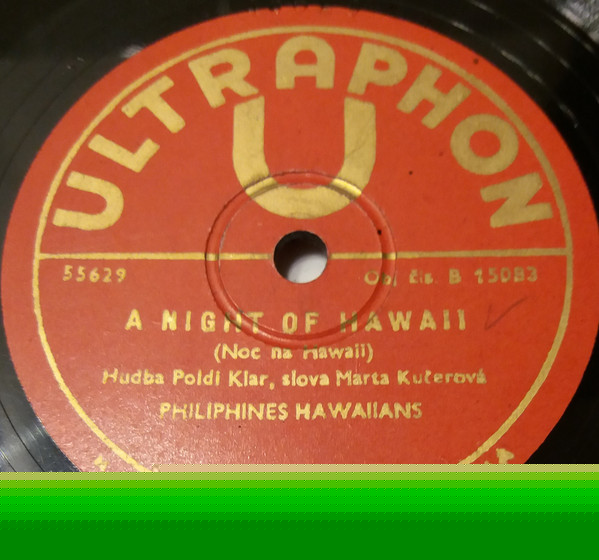 ULTRAPHON
U
55629
Obj. čís. B 15083
A NIGHT OF HAWAII
(Noc na Hawaii)
Hudba Poldi Klar, slova Marta Kučerová
PHILIPHINES HAWAIIANS